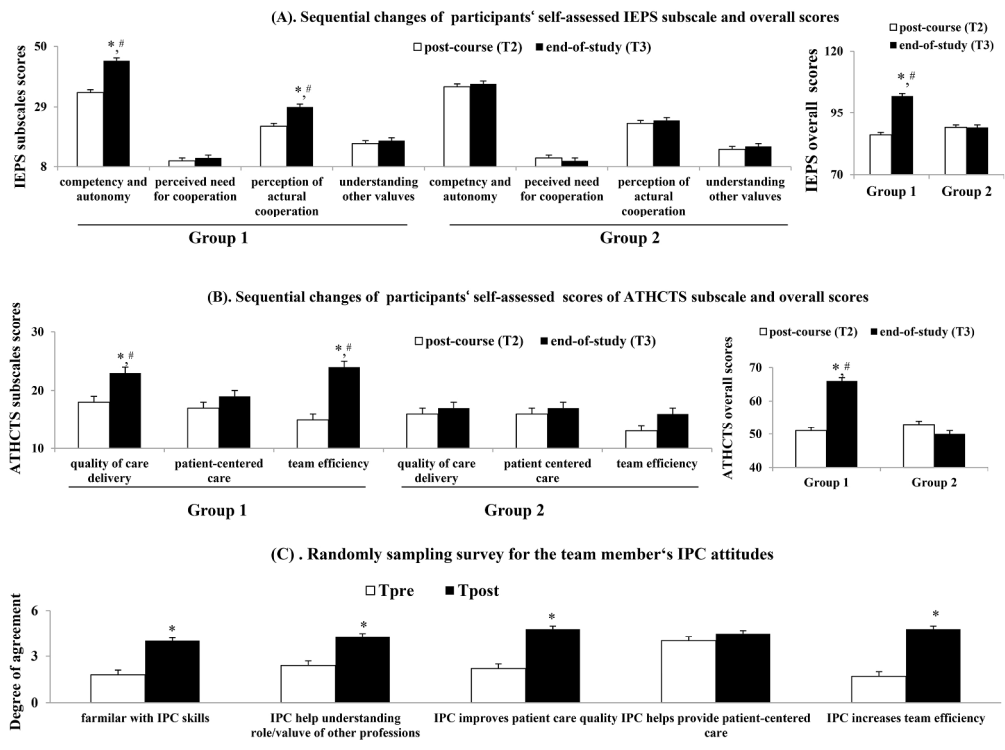 (A). Sequential changes of participants‘ self-assessed IEPS subscale and overall scores
IEPS subscales scores
50
29
8
*,#
*,#
post-course (T2)
end-of-study (T3)
competency and
autonomy
perceived need
for cooperation
perception of
actural
cooperation
understanding
other valuves
competncy and
autonomy
peceived need
for cooperation
perception of
actural
cooperation
understanding
other valuves
Group 1
Group 2
post-course (T2)
end-of-study (T3)
IEPS overall scores
120
95
70
*,#
Group 1
Group 2
(B). Sequential changes of participants‘ self-assessed scores of ATHCTS subscale and overall scores
ATHCTS subscales scores
30
20
10
*,#
*,#
post-course (T2)
end-of-study (T3)
quality of care
delivery
patient-centered
care
team efficiency
quality of care
delivery
patient centered
care
team efficiency
Group 1
Group 2
post-course (T2)
end-of-study (T3)
ATHCTS overall scores
100
80
60
40
*,#
Group 1
Group 2
(C) . Randomly sampling survey for the team member‘s IPC attitudes
Tpre
Tpost
Degree of agreement
6
3
0
*
*
*
*
farmilar with IPC skills
IPC help understanding
role/valuve of other professions
IPC improves patient care quality
IPC helps provide patient-centered
care
IPC increases team efficiency